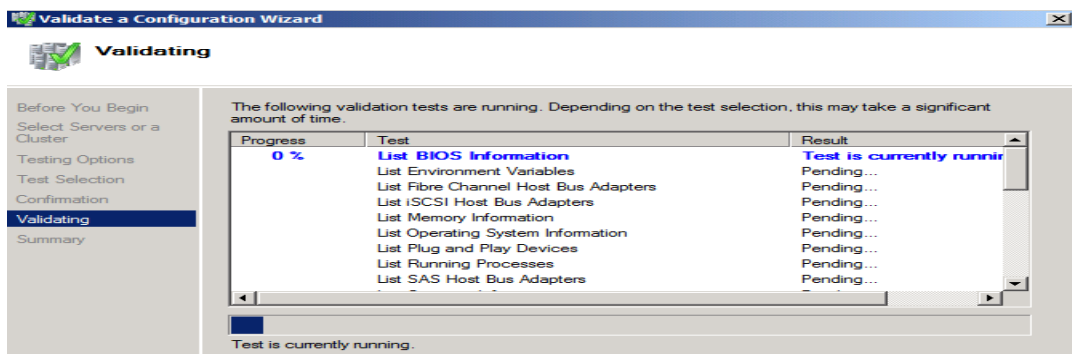 Validate a Configuration Wizard
Validating
Before You Begin
Select Servers or a
Cluster
Testing Options
Test Selection
Confirmation
Validating
Summary
The following validation tests are running. Depending on the test selection, this may take a significant
amount of time.
Progress Test Result
0 % List BIOS Information Test is currently runnin
List Environment Variables Pending...
List Fibre Channel Host Bus Adapters Pending...
List iSCSI Host Bus Adapters Pending...
List Memory Information Pending...
List Operating System Information Pending...
List Plug and Play Devices Pending...
List Running Processes Pending...
List SAS Host Bus Adapters Pending...
Test is currently running.